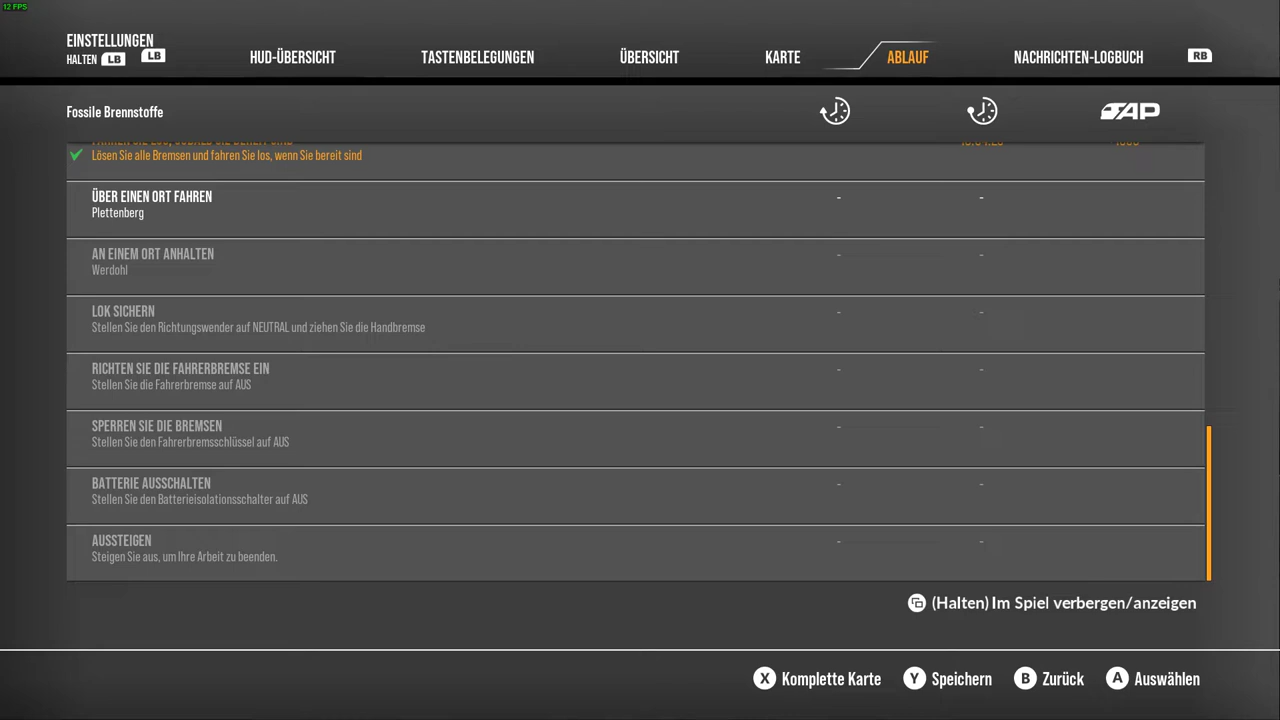 12 FPS
EINSTELLUNGEN
HALTEN LB LB
HUD-ÜBERSICHT
TASTENBELEGUNGEN
ÜBERSICHT
KARTE
ABLAUF
NACHRICHTEN-LOGBUCH
RB
Fossile Brennstoffe
AP
Lösen Sie alle Bremsen und fahren Sie los, wenn Sie bereit sind
ÜBER EINEN ORT FAHREN - -
Plettenberg
AN EINEM ORT ANHALTEN - -
Werdohl
LOK SICHERN - -
Stellen Sie den Richtungswender auf NEUTRAL und ziehen Sie die Handbremse
RICHTEN SIE DIE FAHRERBREMSE EIN - -
Stellen Sie die Fahrerbremse auf AUS
SPERREN SIE DIE BREMSEN - -
Stellen Sie den Fahrerbremsschlüssel auf AUS
BATTERIE AUSSCHALTEN - -
Stellen Sie den Batterieisolationsschalter auf AUS
AUSSTEIGEN - -
Steigen Sie aus, um Ihre Arbeit zu beenden.
(Halten) Im Spiel verbergen/anzeigen
X Komplette Karte
Y Speichern
B Zurück
A Auswählen